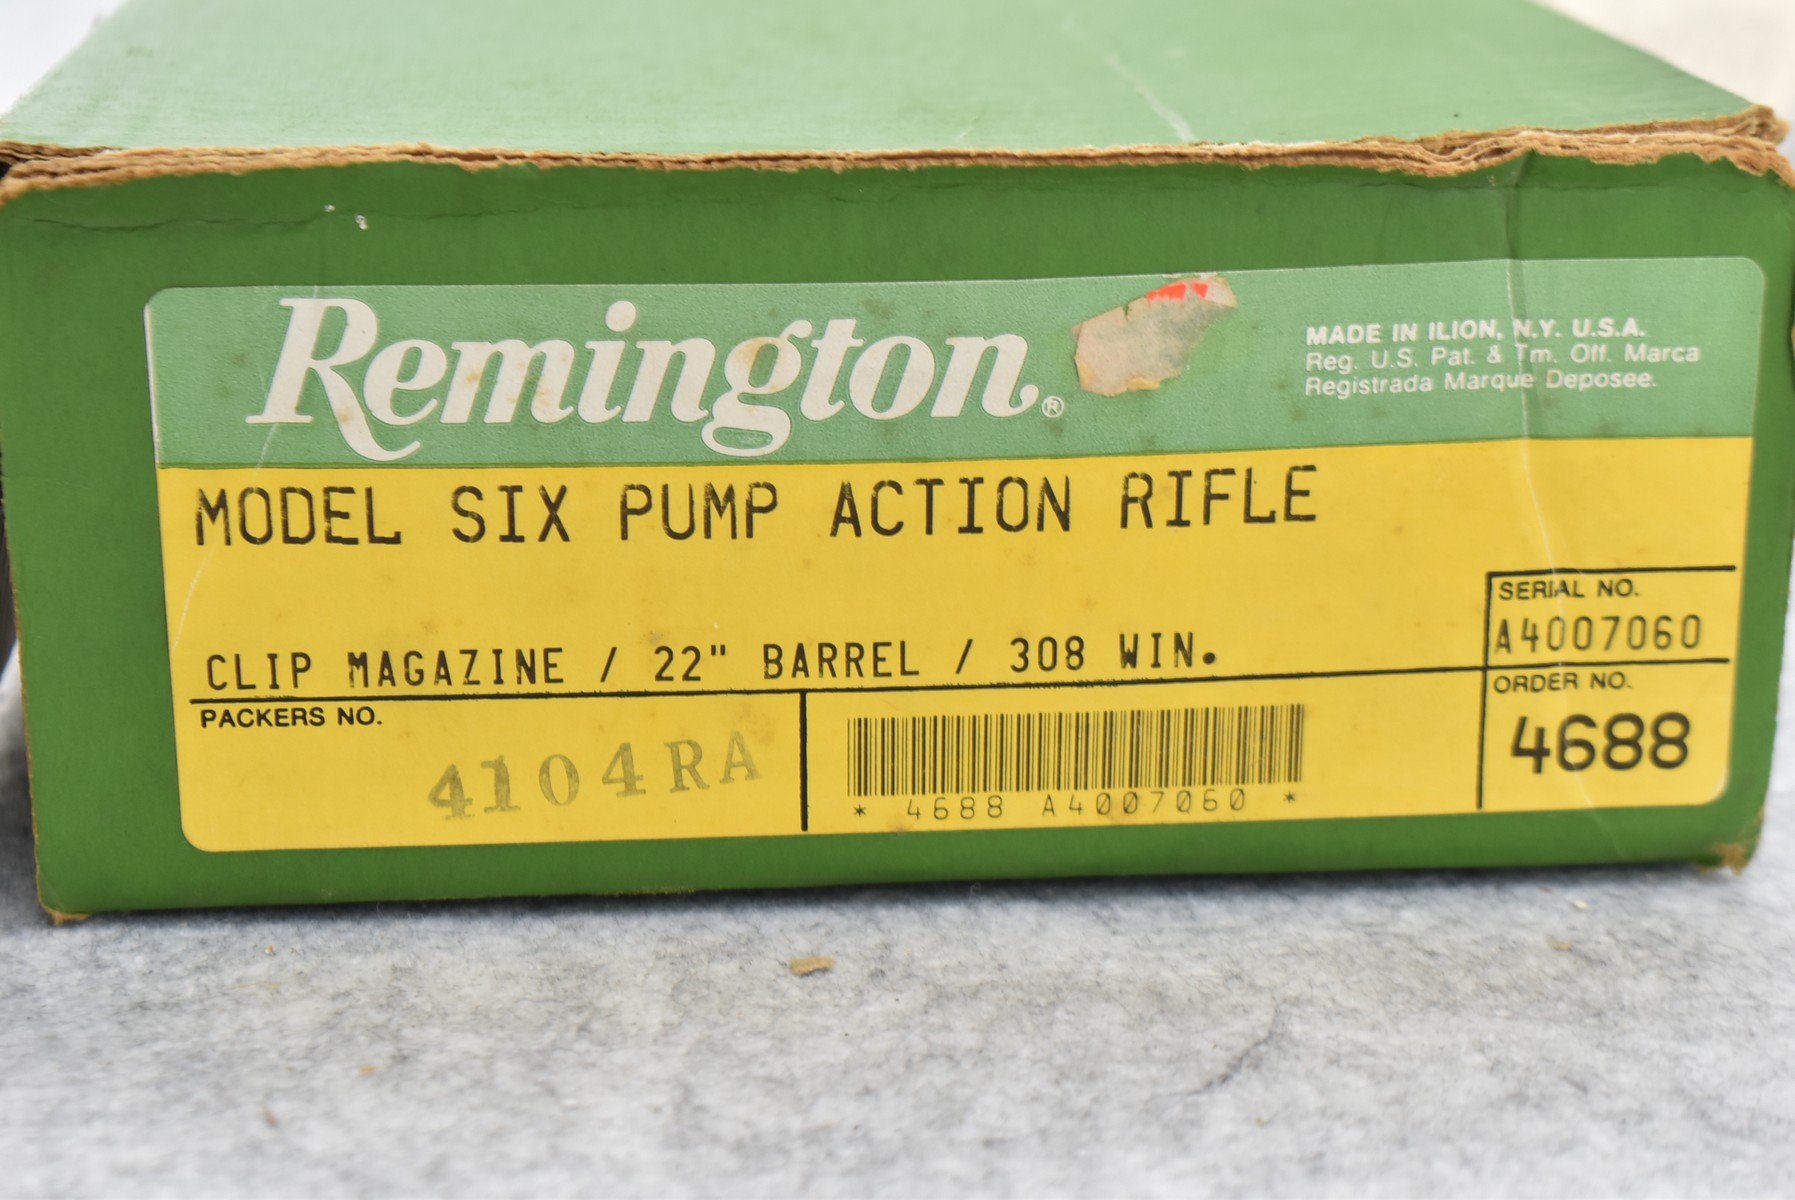 Remington®
MADE IN ILION, N.Y. U.S.A.
Reg. U.S. Pat. & Tm. Off. Marca
Registrada Marque Deposee.
MODEL SIX PUMP ACTION RIFLE
CLIP MAGAZINE / 22" BARREL / 308 WIN.
SERIAL NO.
A4007060
PACKERS NO.
4104RA
* 4688 A4007060 *
ORDER NO.
4688